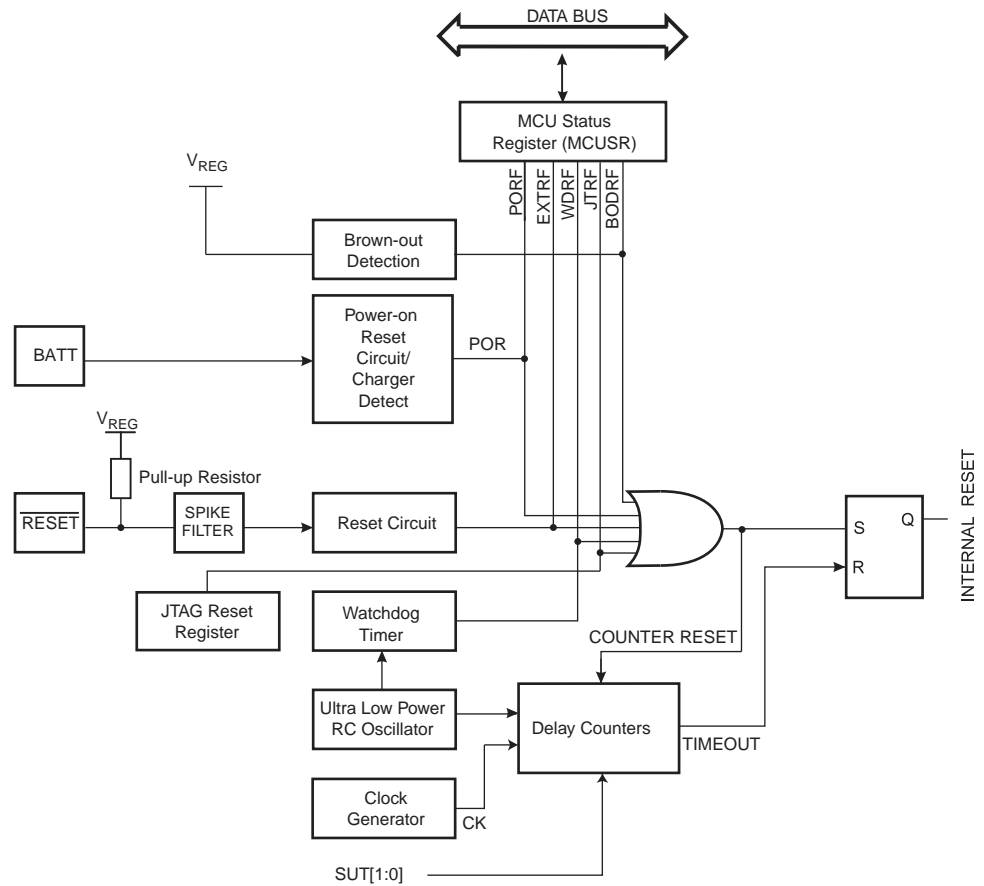 DATA BUS
MCU Status
Register (MCUSR)
PORF
EXTRF
WDRF
JTRF
BODRF
VREG
Brown-out
Detection
Power-on
Reset
Circuit/
Charger
Detect
BATT
POR
VREG
Pull-up Resistor
RESET
SPIKE
FILTER
Reset Circuit
S
Q
R
INTERNAL RESET
JTAG Reset
Register
Watchdog
Timer
COUNTER RESET
Ultra Low Power
RC Oscillator
Delay Counters
TIMEOUT
Clock
Generator
CK
SUT[1:0]